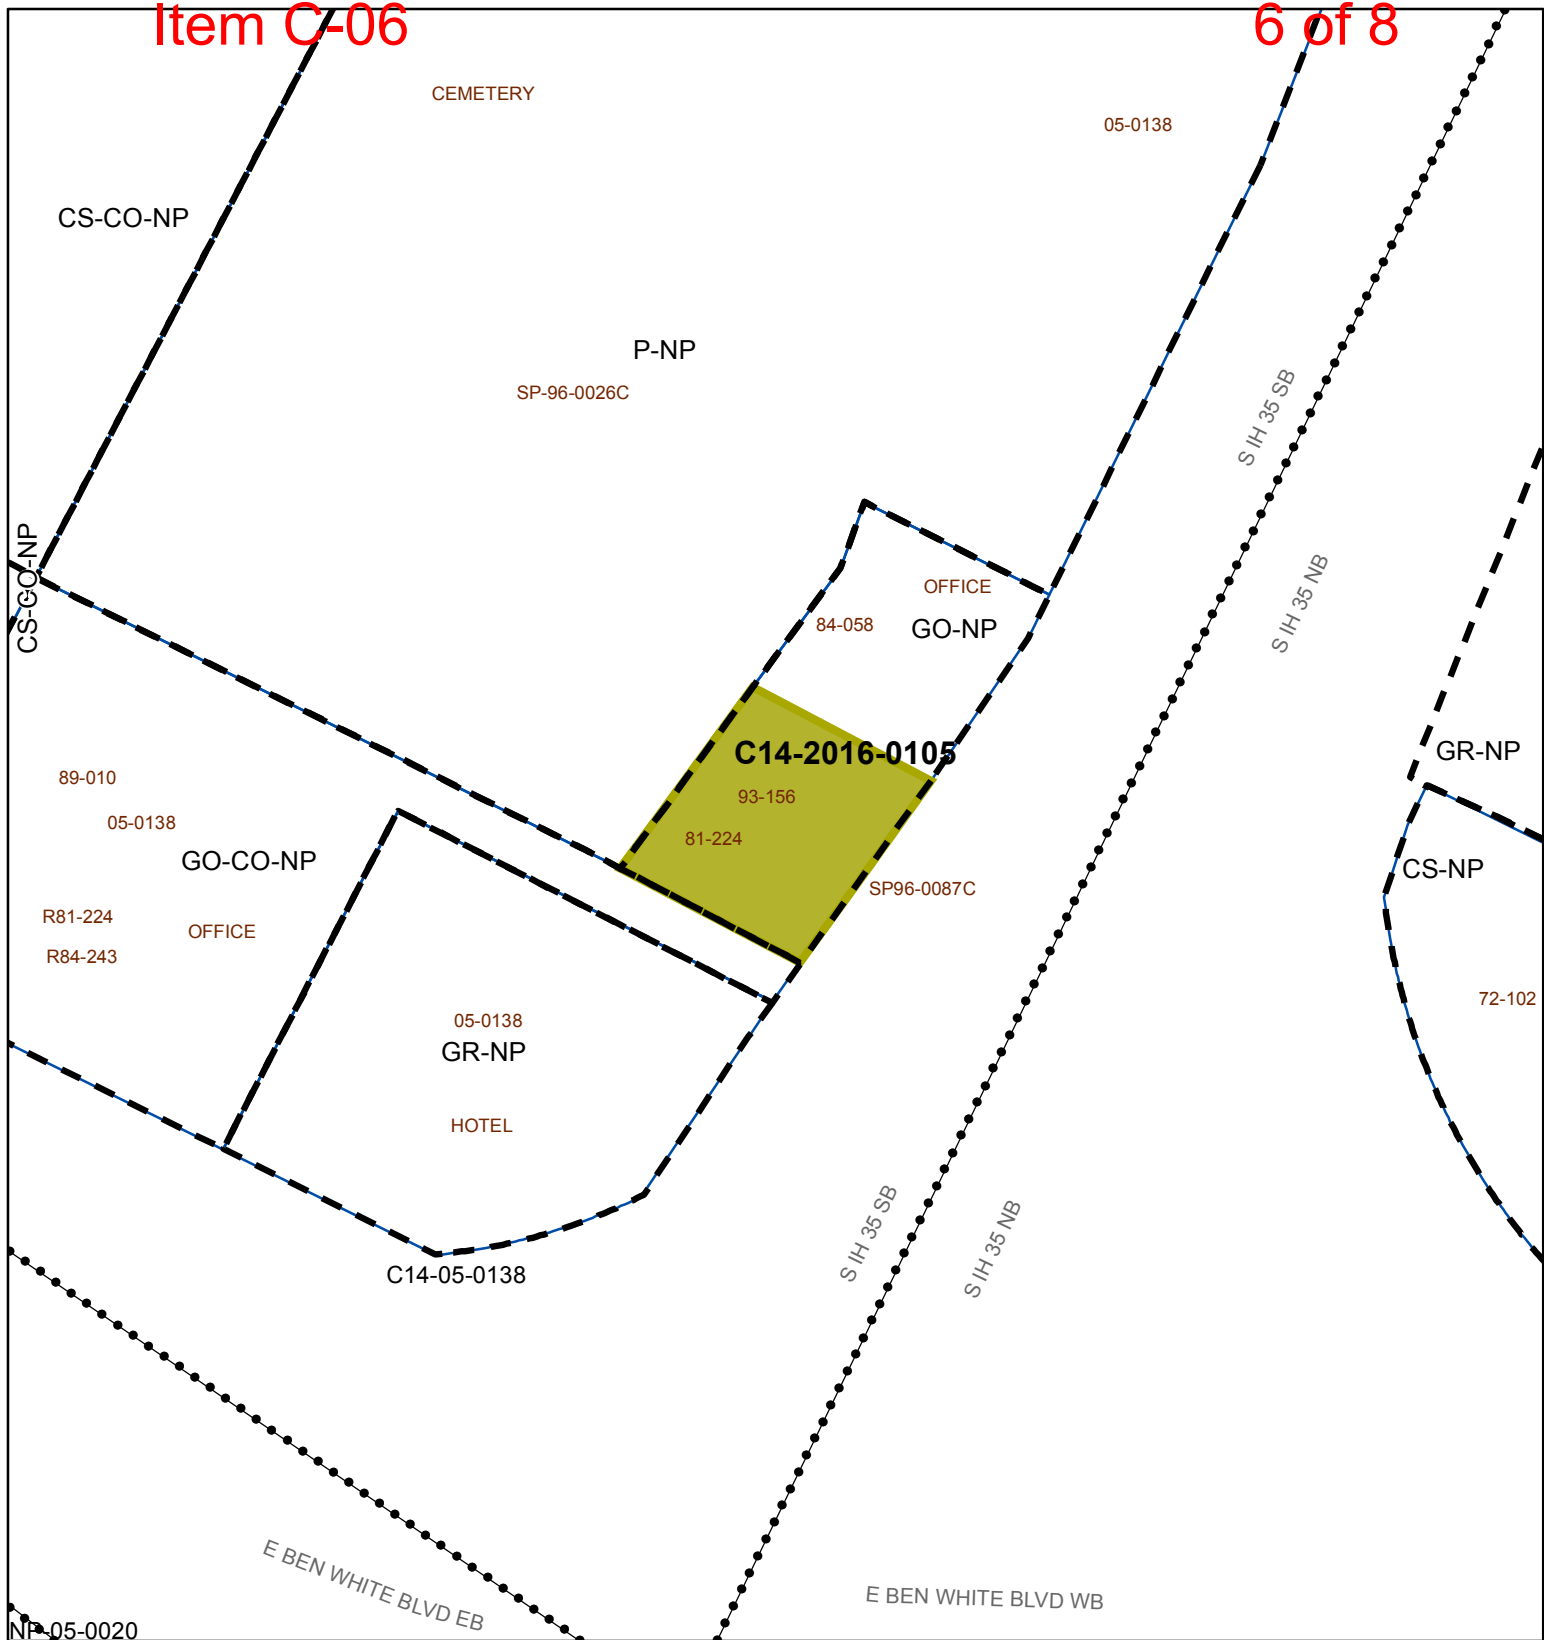 Item C-06
6 of 8
CEMETERY
05-0138
CS-CO-NP
P-NP
SP-96-0026C
S IH 35 SB
S IH 35 NB
CS-CO-NP
OFFICE
84-058
GO-NP
C14-2016-0105
GR-NP
89-010
93-156
05-0138
81-224
GO-CO-NP
CS-NP
SP96-0087C
R81-224
OFFICE
R84-243
72-102
05-0138
GR-NP
HOTEL
S IH 35 SB
S IH 35 NB
C14-05-0138
E BEN WHITE BLVD EB
E BEN WHITE BLVD WB
NP-05-0020